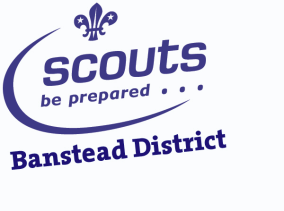 scouts
be prepared . . .
Banstead District